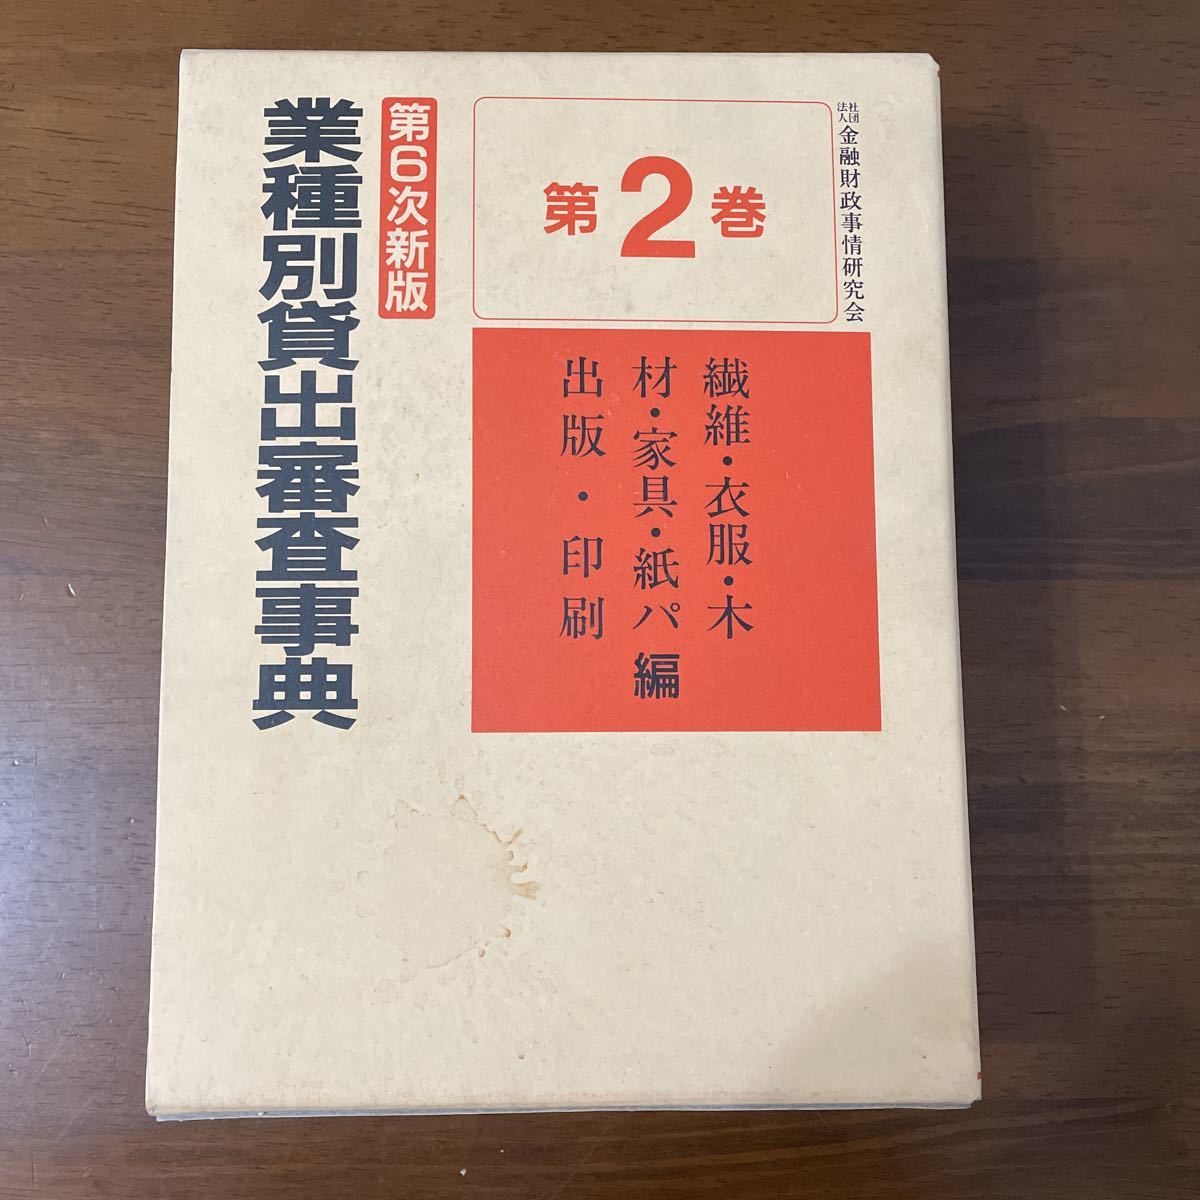 社団
法人
金融財政事情研究会
第2巻
第6次新版
業種別貸出審査事典
繊維・衣服・木
材・家具・紙パ編
出版・印刷